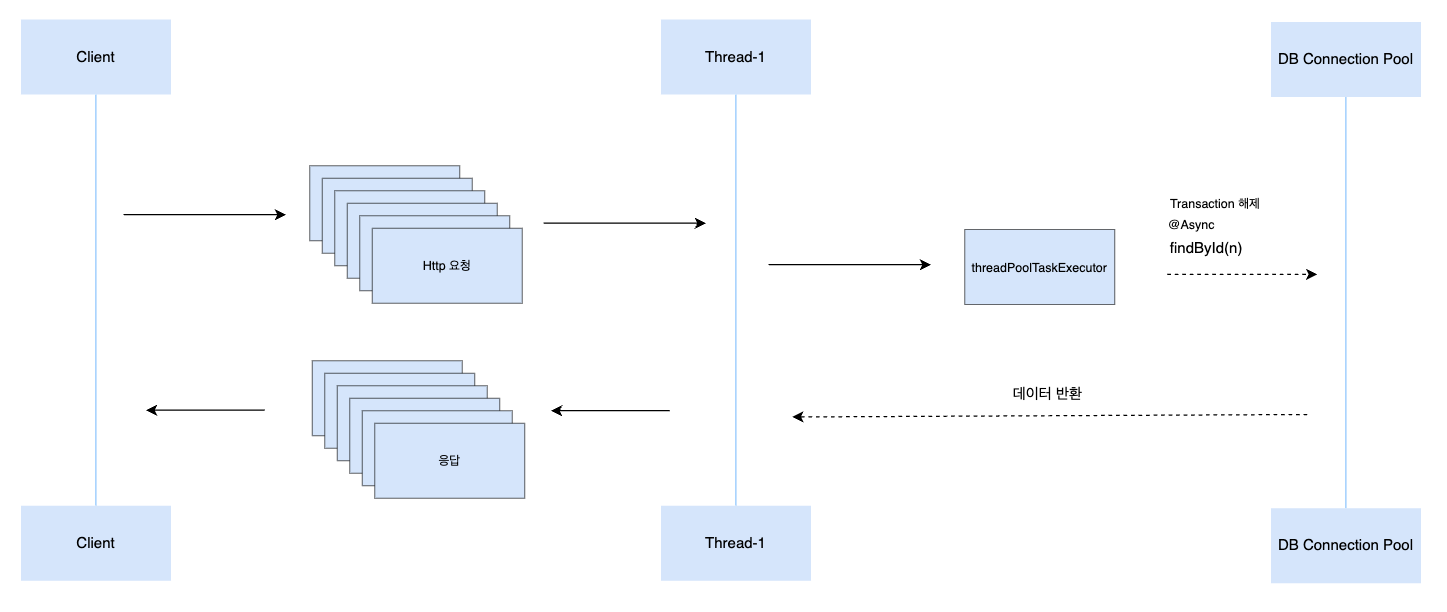 Client
Thread-1
DB Connection Pool
Http 요청
threadPoolTaskExecutor
Transaction 해제
@Async
findById(n)
데이터 반환
응답
Client
Thread-1
DB Connection Pool